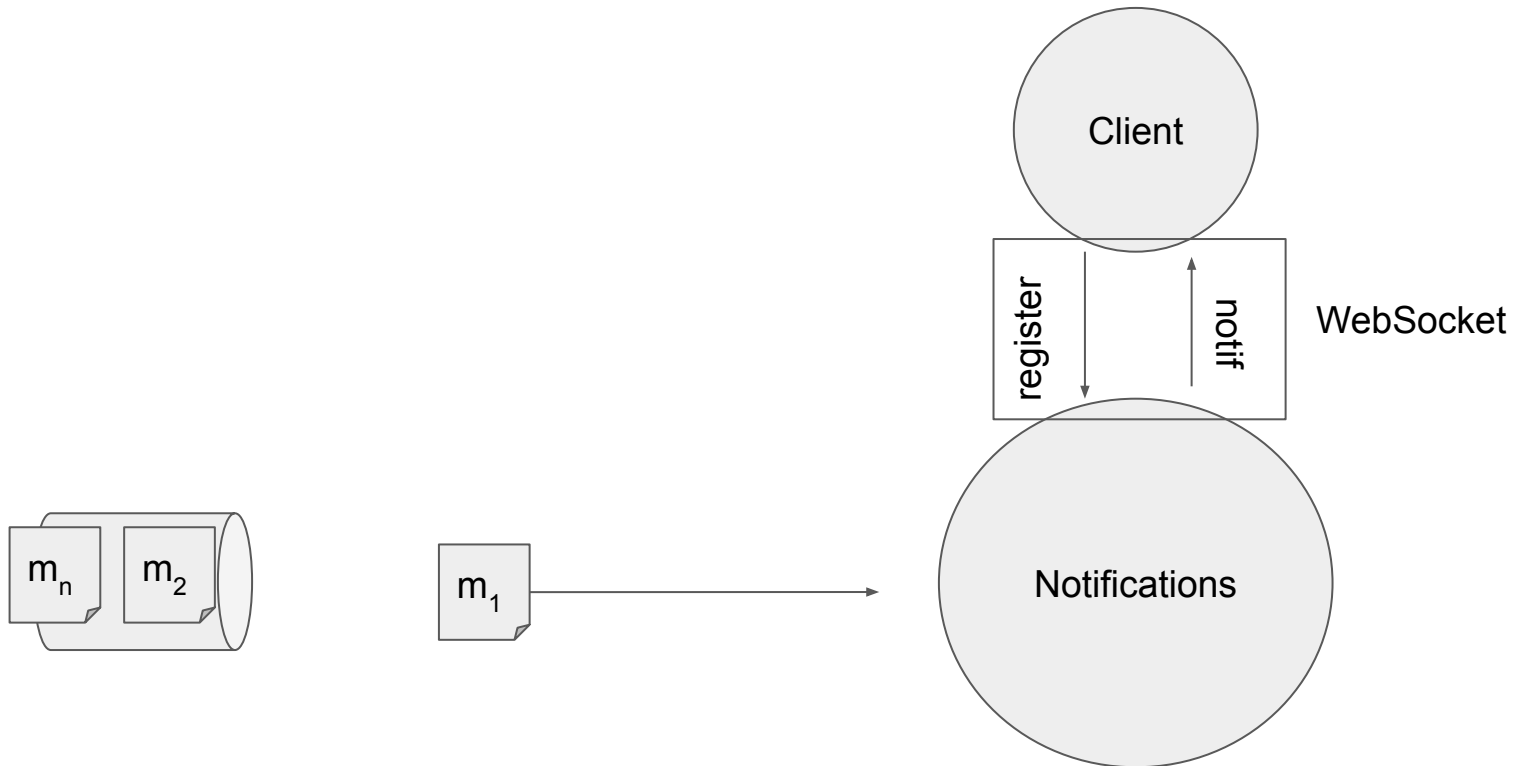 Client
register
notif
WebSocket
mₙ
m₂
m₁
Notifications